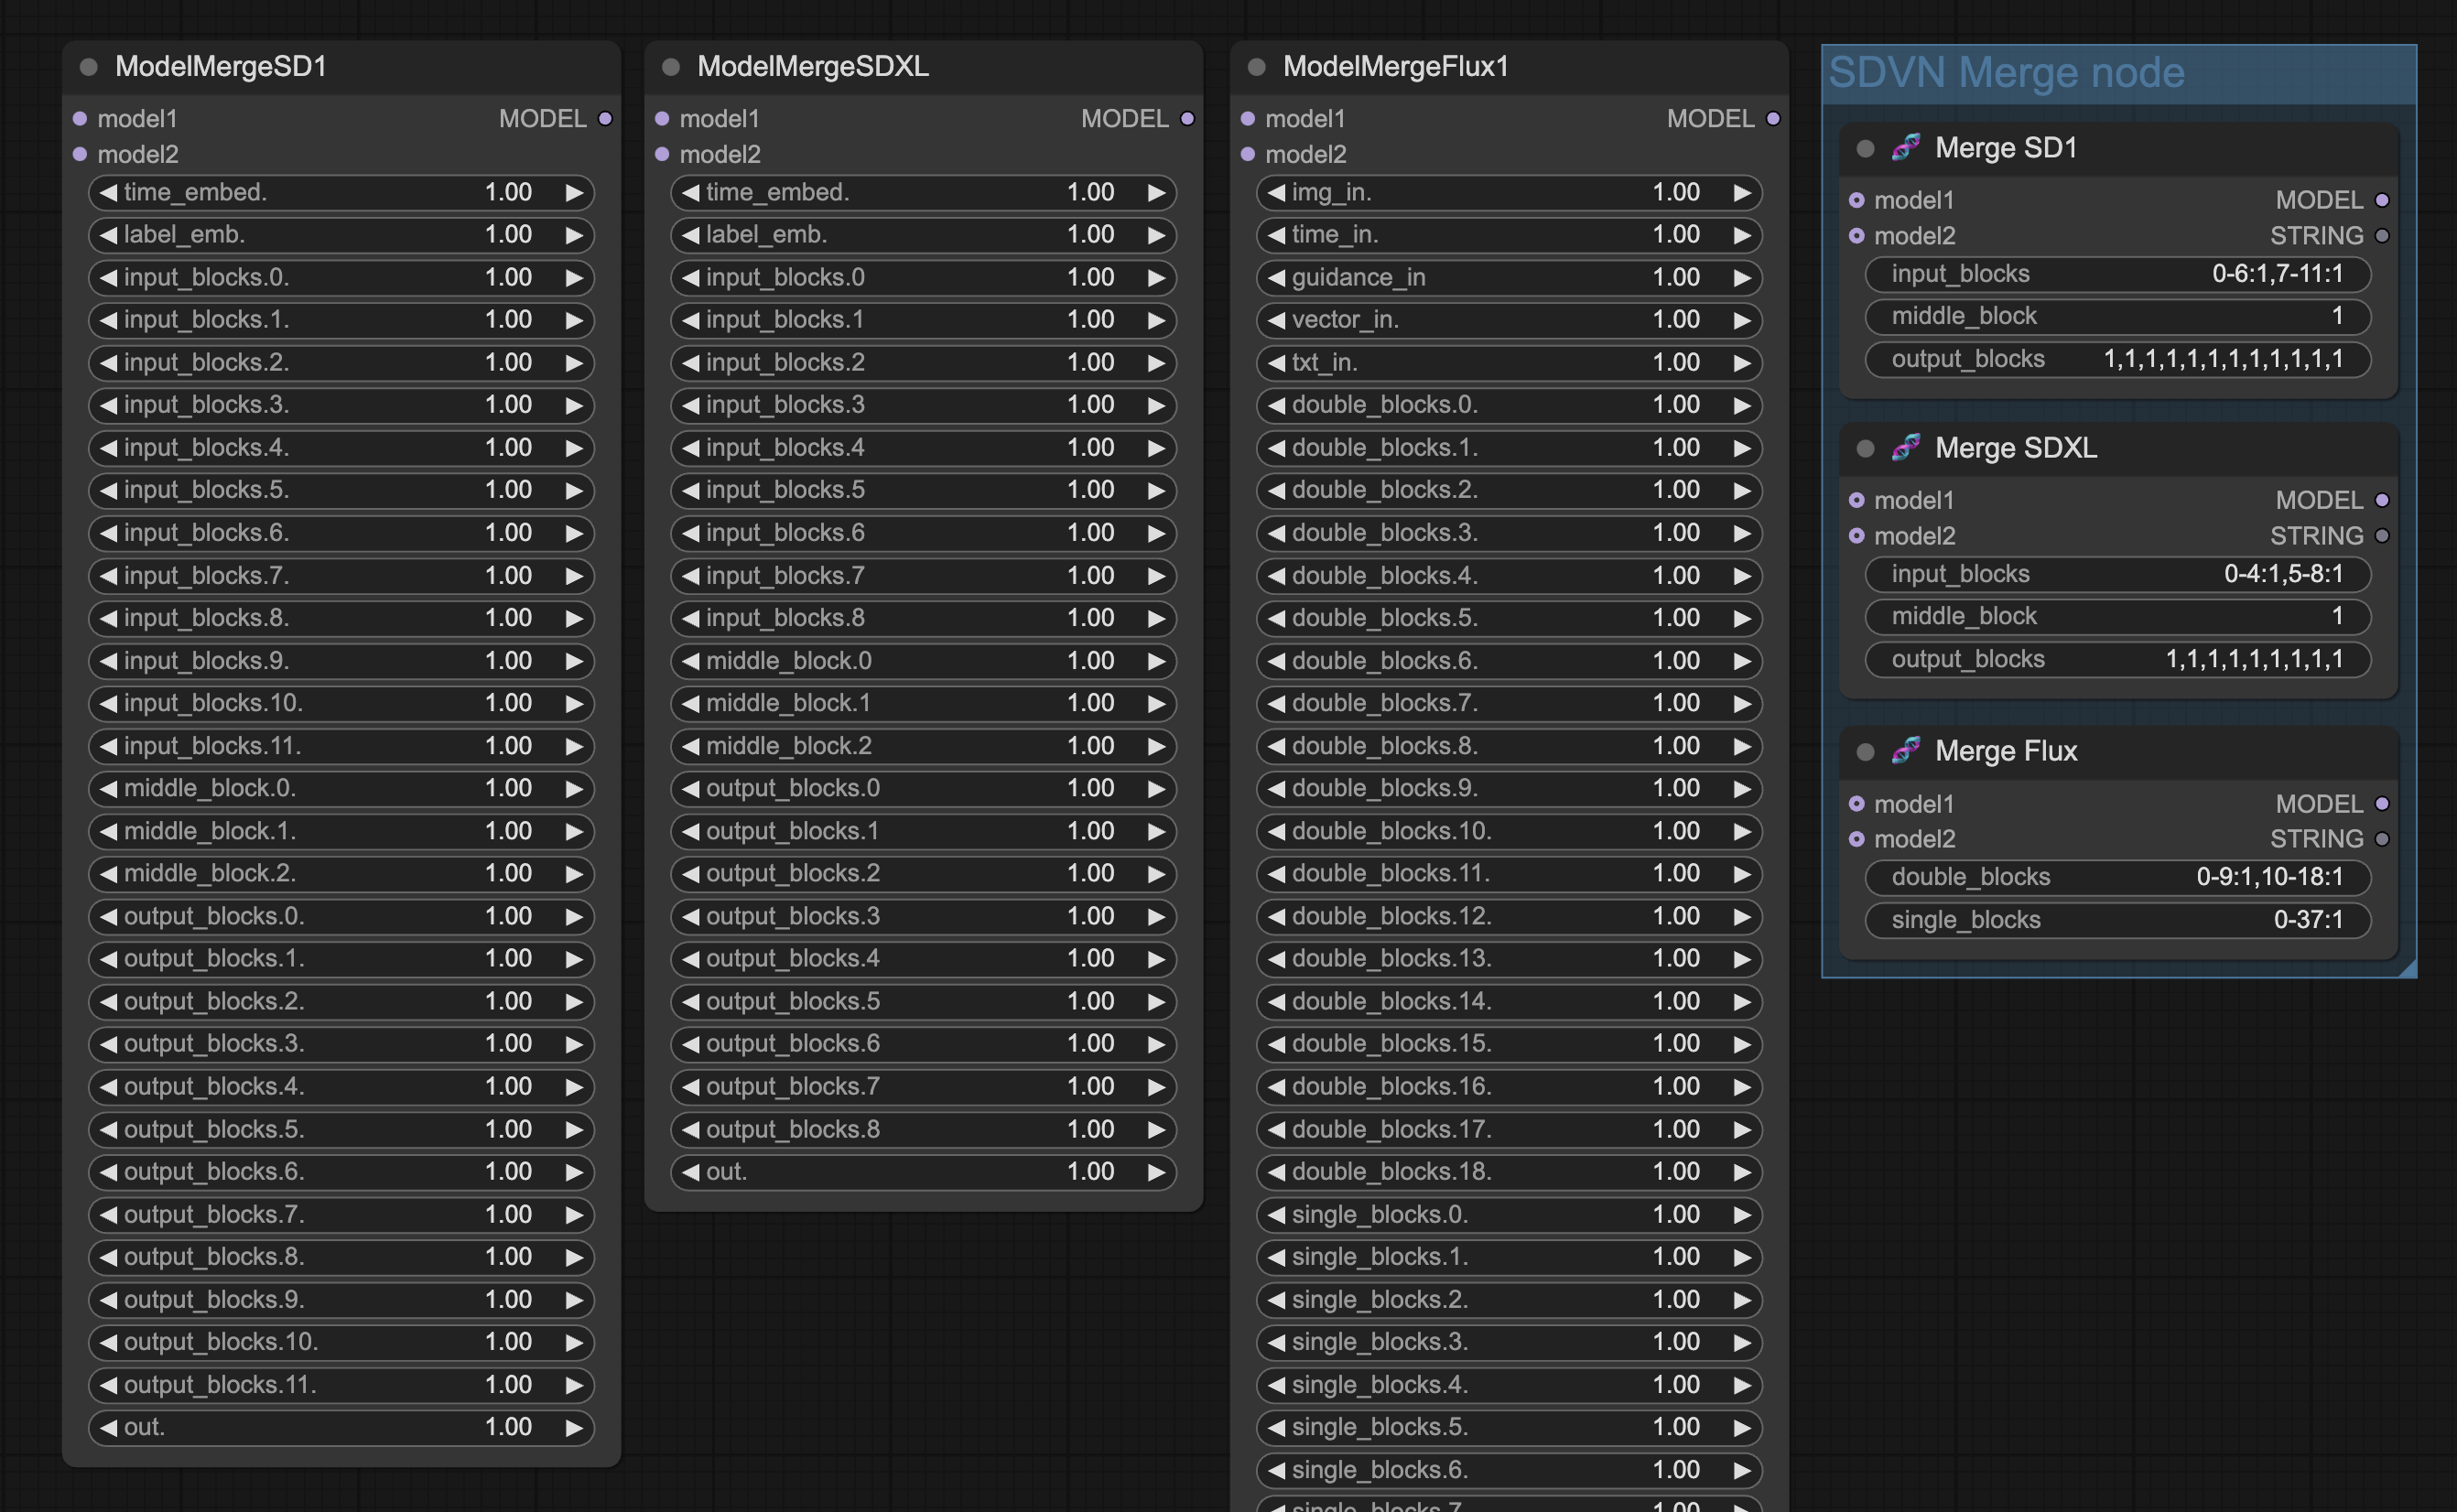 ModelMergeSD1
model1 MODEL
model2
time_embed. 1.00
label_emb. 1.00
input_blocks.0. 1.00
input_blocks.1. 1.00
input_blocks.2. 1.00
input_blocks.3. 1.00
input_blocks.4. 1.00
input_blocks.5. 1.00
input_blocks.6. 1.00
input_blocks.7. 1.00
input_blocks.8. 1.00
input_blocks.9. 1.00
input_blocks.10. 1.00
input_blocks.11. 1.00
middle_block.0. 1.00
middle_block.1. 1.00
middle_block.2. 1.00
output_blocks.0. 1.00
output_blocks.1. 1.00
output_blocks.2. 1.00
output_blocks.3. 1.00
output_blocks.4. 1.00
output_blocks.5. 1.00
output_blocks.6. 1.00
output_blocks.7. 1.00
output_blocks.8. 1.00
output_blocks.9. 1.00
output_blocks.10. 1.00
output_blocks.11. 1.00
out. 1.00
ModelMergeSDXL
model1 MODEL
model2
time_embed. 1.00
label_emb. 1.00
input_blocks.0 1.00
input_blocks.1 1.00
input_blocks.2 1.00
input_blocks.3 1.00
input_blocks.4 1.00
input_blocks.5 1.00
input_blocks.6 1.00
input_blocks.7 1.00
input_blocks.8 1.00
middle_block.0 1.00
middle_block.1 1.00
middle_block.2 1.00
output_blocks.0 1.00
output_blocks.1 1.00
output_blocks.2 1.00
output_blocks.3 1.00
output_blocks.4 1.00
output_blocks.5 1.00
output_blocks.6 1.00
output_blocks.7 1.00
output_blocks.8 1.00
out. 1.00
ModelMergeFlux1
model1 MODEL
model2
img_in. 1.00
time_in. 1.00
guidance_in 1.00
vector_in. 1.00
txt_in. 1.00
double_blocks.0. 1.00
double_blocks.1. 1.00
double_blocks.2. 1.00
double_blocks.3. 1.00
double_blocks.4. 1.00
double_blocks.5. 1.00
double_blocks.6. 1.00
double_blocks.7. 1.00
double_blocks.8. 1.00
double_blocks.9. 1.00
double_blocks.10. 1.00
double_blocks.11. 1.00
double_blocks.12. 1.00
double_blocks.13. 1.00
double_blocks.14. 1.00
double_blocks.15. 1.00
double_blocks.16. 1.00
double_blocks.17. 1.00
double_blocks.18. 1.00
single_blocks.0. 1.00
single_blocks.1. 1.00
single_blocks.2. 1.00
single_blocks.3. 1.00
single_blocks.4. 1.00
single_blocks.5. 1.00
single_blocks.6. 1.00
single_blocks.7 1.00
SDVN Merge node
Merge SD1
model1 MODEL
model2 STRING
input_blocks 0-6:1,7-11:1
middle_block 1
output_blocks 1,1,1,1,1,1,1,1,1,1,1,1
Merge SDXL
model1 MODEL
model2 STRING
input_blocks 0-4:1,5-8:1
middle_block 1
output_blocks 1,1,1,1,1,1,1,1,1
Merge Flux
model1 MODEL
model2 STRING
double_blocks 0-9:1,10-18:1
single_blocks 0-37:1